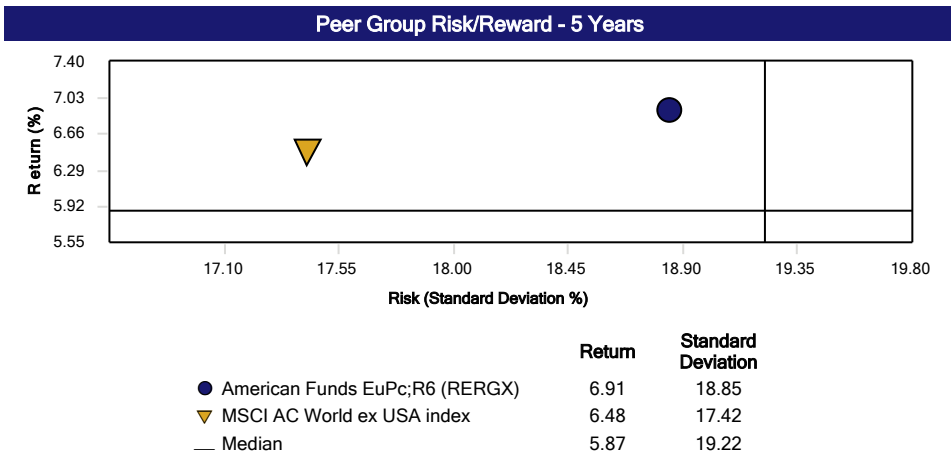 Peer Group Risk/Reward - 5 Years
7.40
7.03
6.66
6.29
5.92
5.55
R eturn (%)
17.10 17.55 18.00 18.45 18.90 19.35 19.80
Risk (Standard Deviation %)
Return Standard Deviation
American Funds EuPc;R6 (RERGX) 6.91 18.85
MSCI AC World ex USA index 6.48 17.42
Median 5.87 19.22